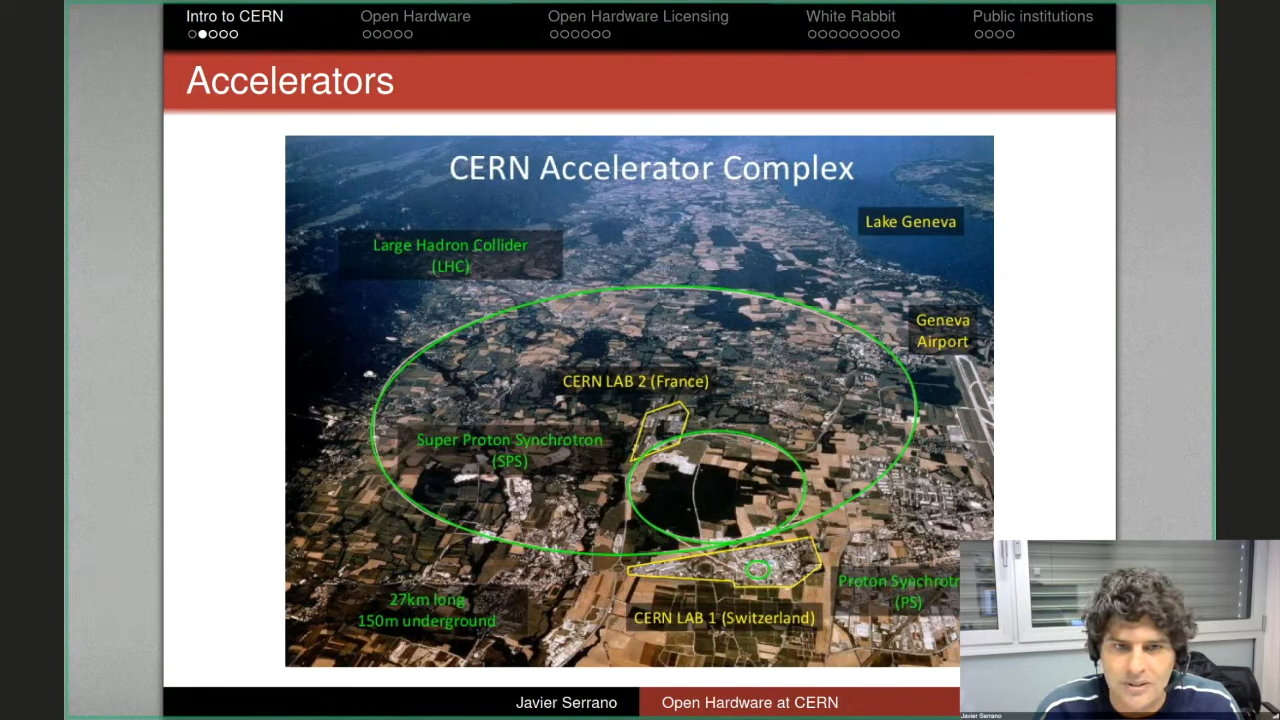 Intro to CERN
Open Hardware
Open Hardware Licensing
White Rabbit
Public institutions
Accelerators
CERN Accelerator Complex
Lake Geneva
Large Hadron Collider
(LHC)
Geneva
Airport
CERN LAB 2 (France)
Super Proton Synchrotron
(SPS)
Proton Synchrotr
(PS)
27km long
150m underground
CERN LAB 1 (Switzerland)
Javier Serrano
Open Hardware at CERN
Javier Serrano